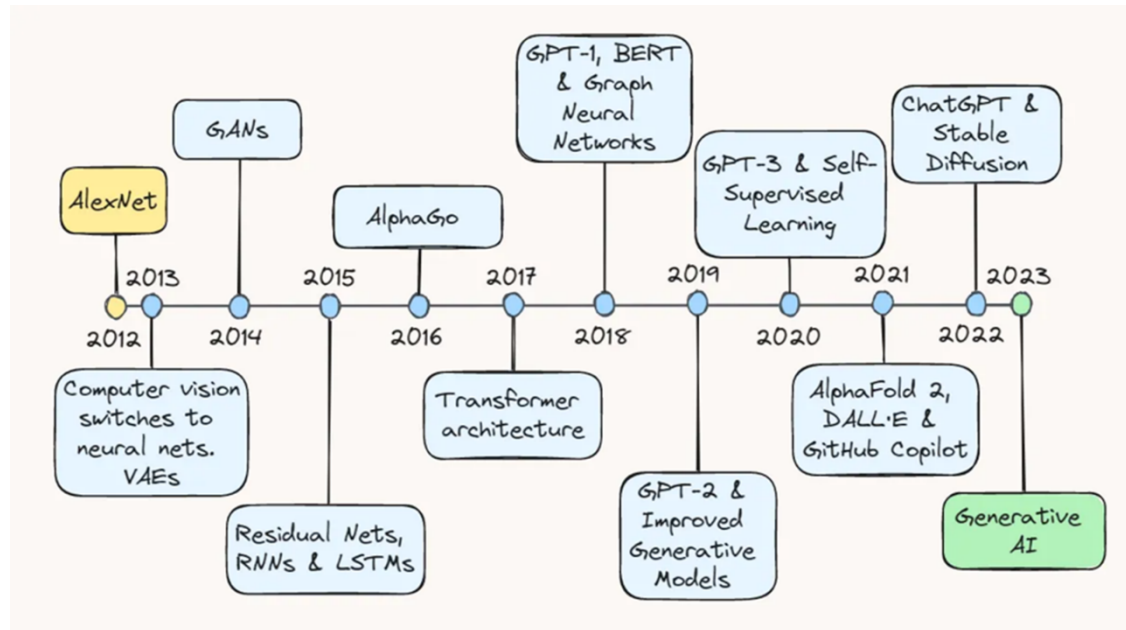 GPT-1, BERT
& Graph
Neural
Networks
ChatGPT &
Stable
Diffusion
GANs
GPT-3 & Self-
Supervised
Learning
AlexNet
AlphaGo
2013
2015
2017
2019
2021
2023
2012
2014
2016
2018
2020
2022
Computer vision
switches to
neural nets.
VAEs
Transformer
architecture
AlphaFold 2,
DALL·E &
GitHub Copilot
Residual Nets,
RNNs & LSTMs
GPT-2 &
Improved
Generative
Models
Generative
AI